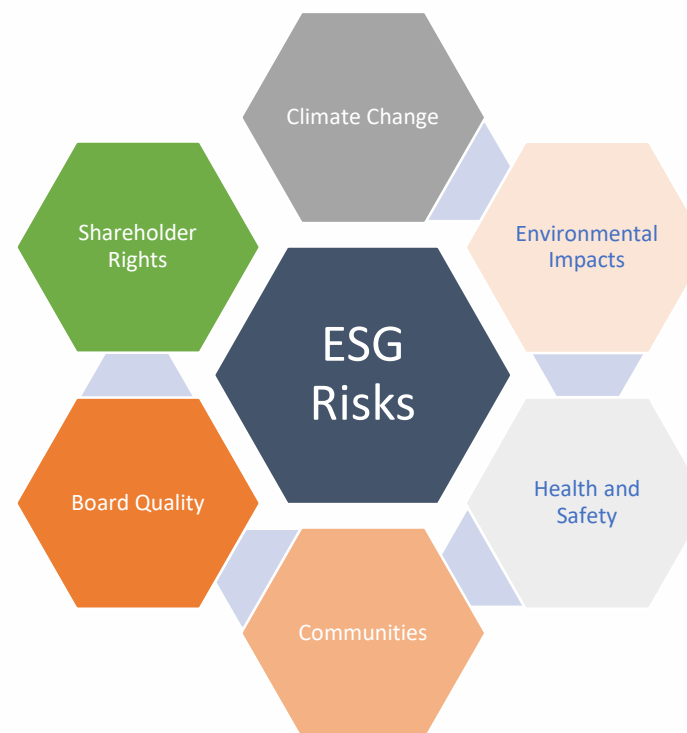 Climate Change
Shareholder
Rights
Environmental
Impacts
ESG
Risks
Board Quality
Health and
Safety
Communities